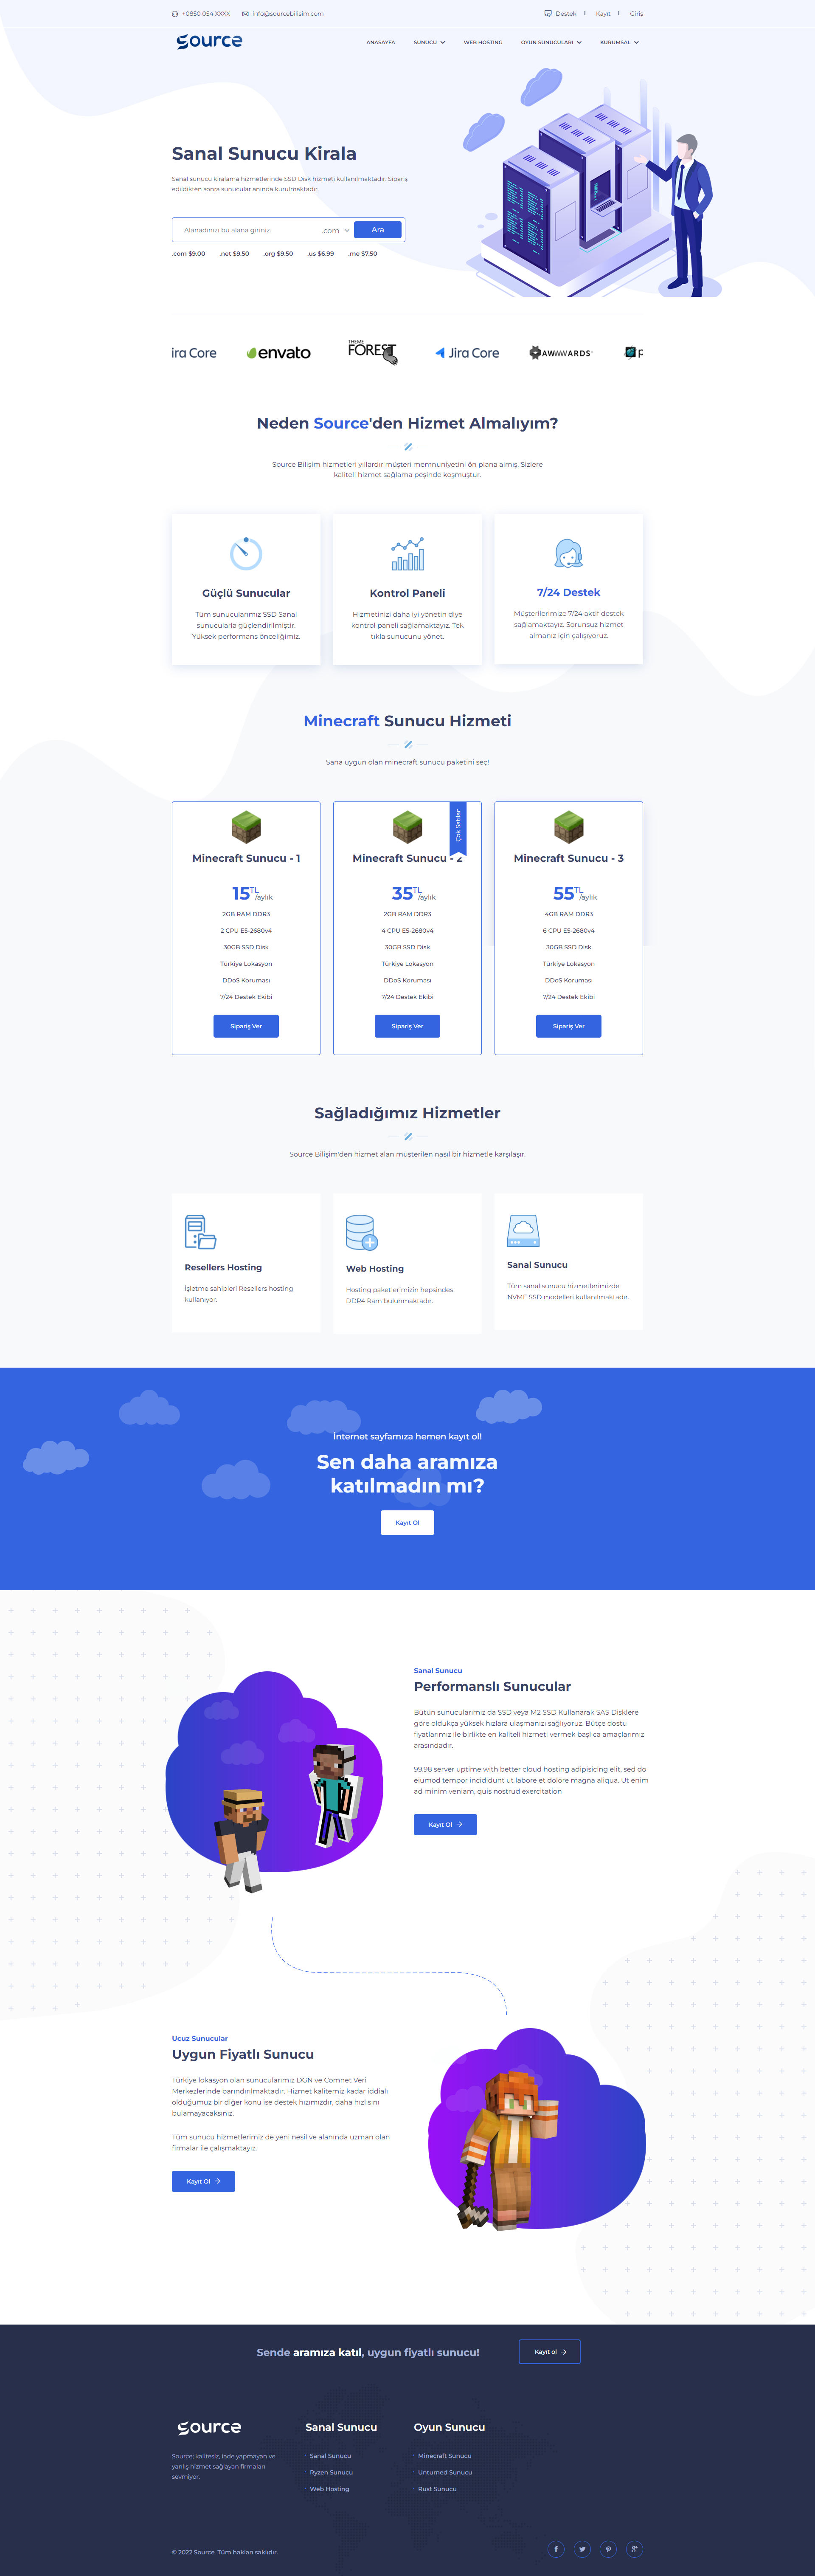 +0850 054 XXXX info@sourcebilisim.com Destek Kayıt Giriş
Source ANASAYFA SUNUCU WEB HOSTING OYUN SUNUCULARI KURUMSAL
Sanal Sunucu Kirala
Sanal sunucu kiralama hizmetlerinde SSD Disk hizmeti kullanılmaktadır. Sipariş
edildikten sonra sunucular anında kurulmaktadır.
Alanadınızı bu alana giriniz. .com Ara
.com $9.00 .net $9.50 .org $9.50 .us $6.99 .me $7.50
ira Core envato THEME FOREST Jira Core AWWWARDS
Neden Source'den Hizmet Almalıyım?
Source Bilişim hizmetleri yıllardır müşteri memnuniyetini ön plana almış. Sizlere
kaliteli hizmet sağlama peşinde koşmuştur.
Güçlü Sunucular
Tüm sunucularımız SSD Sanal
sunucularla güçlendirilmiştir.
Yüksek performans önceliğimiz.
Kontrol Paneli
Hizmetinizi daha iyi yönetin diye
kontrol paneli sağlamaktayız. Tek
tıkla sunucunu yönet.
7/24 Destek
Müşterilerimize 7/24 aktif destek
sağlamaktayız. Sorunsuz hizmet
almanız için çalışıyoruz.
Minecraft Sunucu Hizmeti
Sana uygun olan minecraft sunucu paketini seç!
Minecraft Sunucu - 1
15TL /aylık
2GB RAM DDR3
2 CPU E5-2680v4
30GB SSD Disk
Türkiye Lokasyon
DDoS Koruması
7/24 Destek Ekibi
Sipariş Ver
Çok Satılan
Minecraft Sunucu - 2
35TL /aylık
2GB RAM DDR3
4 CPU E5-2680v4
30GB SSD Disk
Türkiye Lokasyon
DDoS Koruması
7/24 Destek Ekibi
Sipariş Ver
Minecraft Sunucu - 3
55TL /aylık
4GB RAM DDR3
6 CPU E5-2680v4
30GB SSD Disk
Türkiye Lokasyon
DDoS Koruması
7/24 Destek Ekibi
Sipariş Ver
Sağladığımız Hizmetler
Source Bilişim'den hizmet alan müşterilen nasıl bir hizmetle karşılaşır.
Resellers Hosting
İşletme sahipleri Resellers hosting
kullanıyor.
Web Hosting
Hosting paketlerimizin hepsindes
DDR4 Ram bulunmaktadır.
Sanal Sunucu
Tüm sanal sunucu hizmetlerimizde
NVME SSD modelleri kullanılmaktadır.
İnternet sayfamıza hemen kayıt ol!
Sen daha aramıza
katılmadın mı?
Kayıt Ol
Sanal Sunucu
Performanslı Sunucular
Bütün sunucularımız da SSD veya M2 SSD Kullanarak SAS Disklere
göre oldukça yüksek hızlara ulaşmanızı sağlıyoruz. Bütçe dostu
fiyatlarımız ile birlikte en kaliteli hizmeti vermek başlıca amaçlarımız
arasındadır.
99.98 server uptime with better cloud hosting adipisicing elit, sed do
eiumod tempor incididunt ut labore et dolore magna aliqua. Ut enim
ad minim veniam, quis nostrud exercitation
Kayıt Ol
Ucuz Sunucular
Uygun Fiyatlı Sunucu
Türkiye lokasyon olan sunucularımız DGN ve Comnet Veri
Merkezlerinde barındırılmaktadır. Hizmet kalitemiz kadar iddialı
olduğumuz bir diğer konu ise destek hızımızdır, daha hızlısını
bulamayacaksınız.
Tüm sunucu hizmetlerimiz de yeni nesil ve alanında uzman olan
firmalar ile çalışmaktayız.
Kayıt Ol
Sende aramıza katıl, uygun fiyatlı sunucu! Kayıt ol
Source
Source; kalitesiz, iade yapmayan ve
yanlış hizmet sağlayan firmaları
sevmiyor.
Sanal Sunucu
Sanal Sunucu
Ryzen Sunucu
Web Hosting
Oyun Sunucu
Minecraft Sunucu
Unturned Sunucu
Rust Sunucu
© 2022 Source Tüm hakları saklıdır.